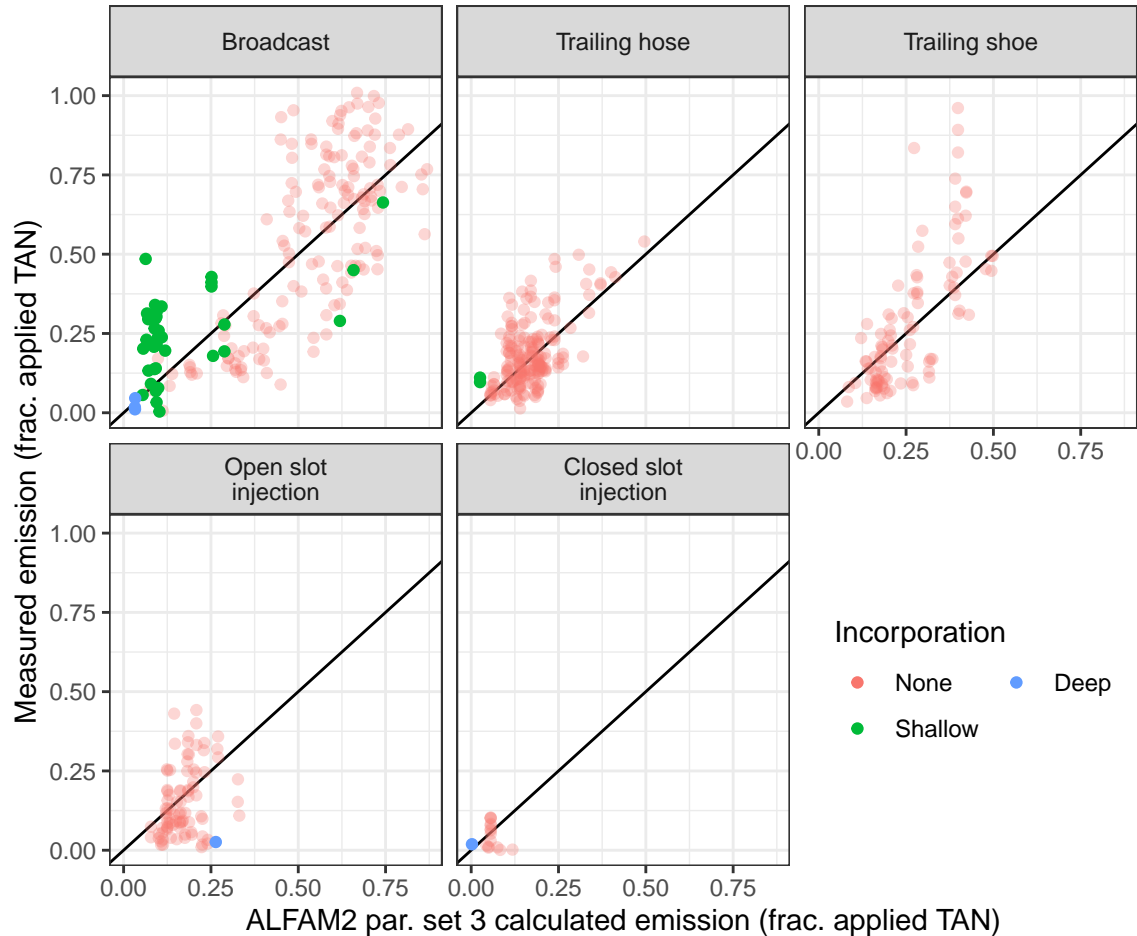 Broadcast
Trailing hose
Trailing shoe
1.00
0.75
0.50
0.25
0.00
0.00 0.25 0.50 0.75
Open slot
injection
Closed slot
injection
1.00
0.75
0.50
0.25
0.00
0.00 0.25 0.50 0.75
0.00 0.25 0.50 0.75
Measured emission (frac. applied TAN)
ALFAM2 par. set 3 calculated emission (frac. applied TAN)
Incorporation
None Deep
Shallow